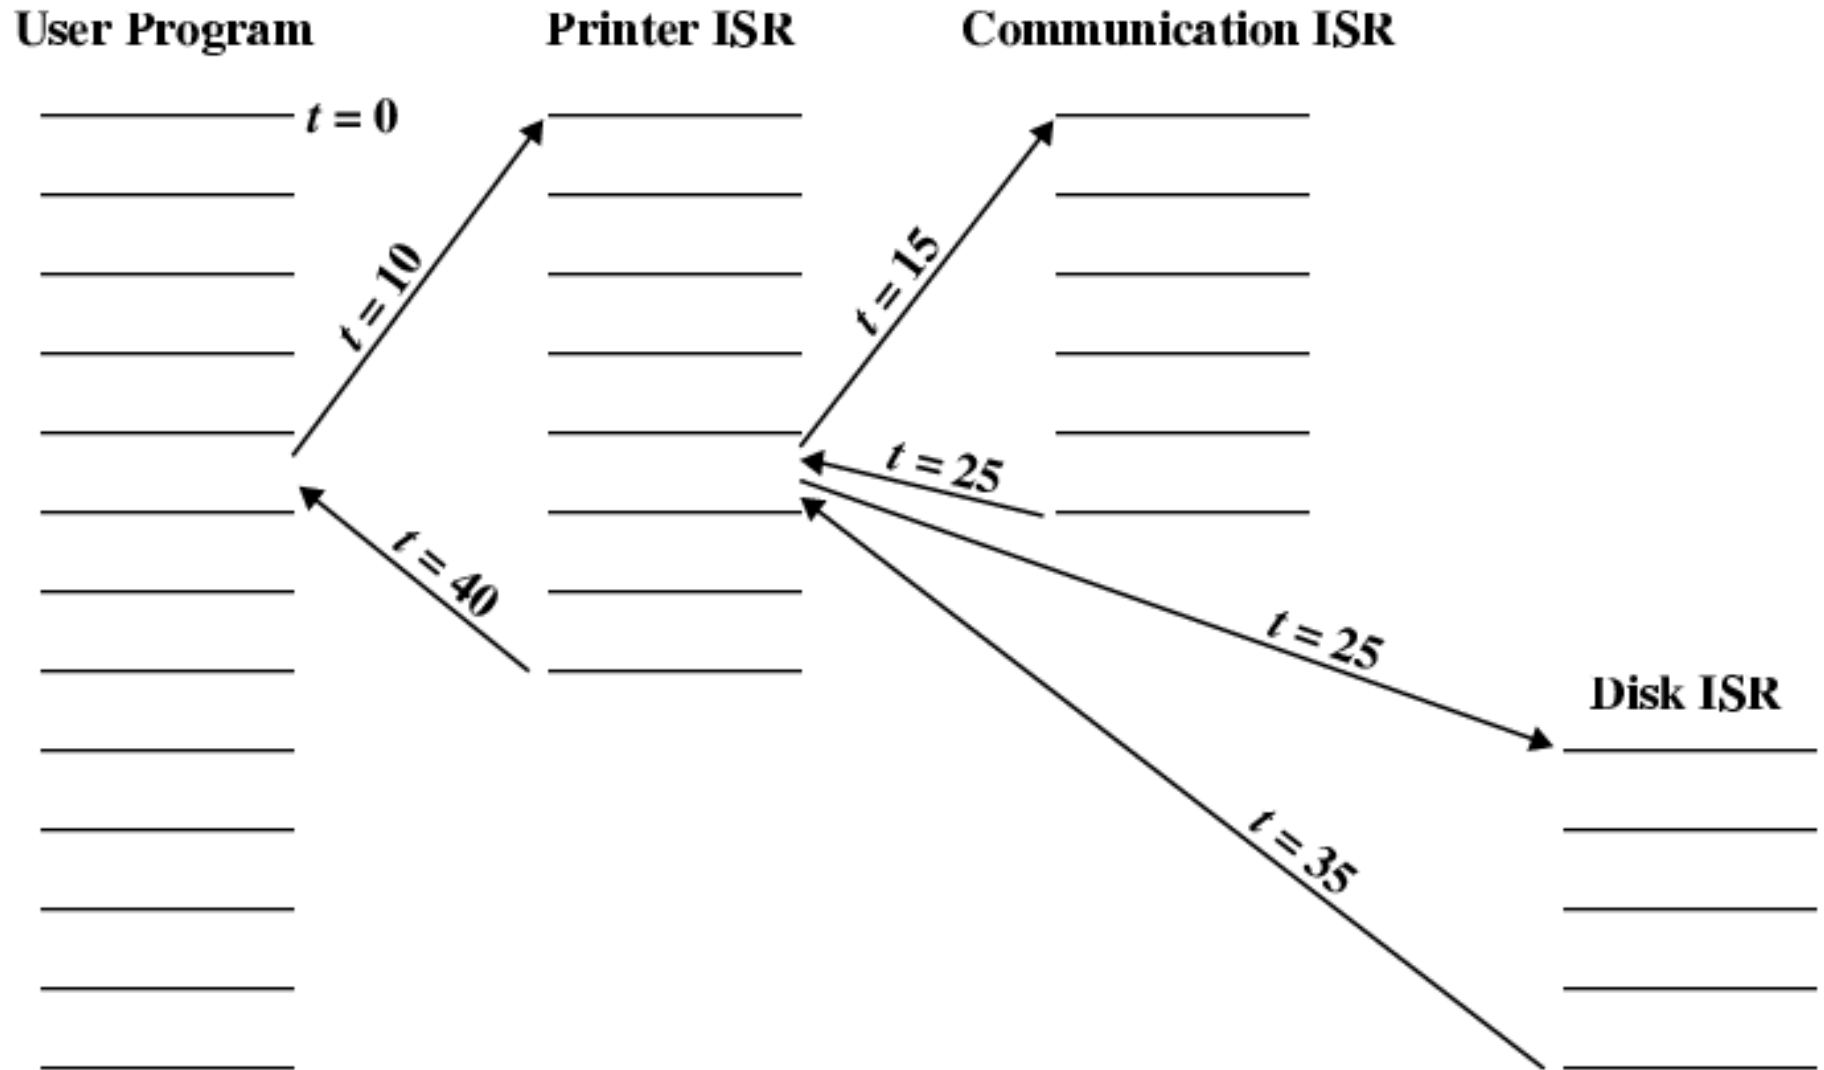 User Program
Printer ISR
Communication ISR
t = 0
t = 10
t = 15
t = 25
t = 40
t = 25
Disk ISR
t = 35